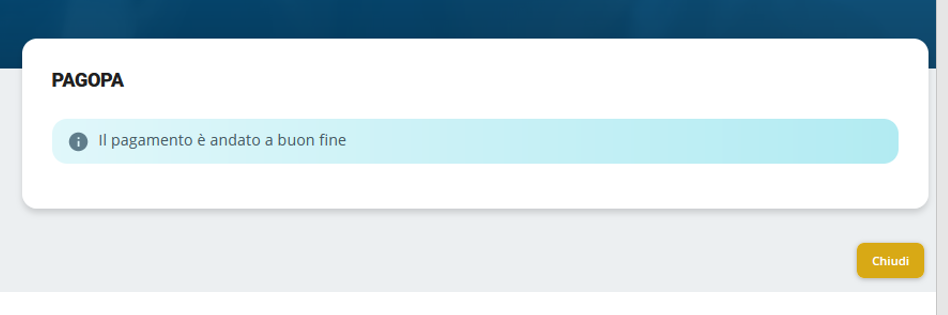 PAGOPA
Il pagamento è andato a buon fine
Chiudi